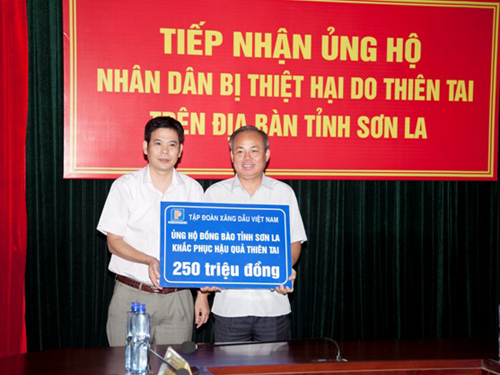 TIẾP NHẬN ỦNG HỘ
NHÂN DÂN BỊ THIỆT HẠI DO THIÊN TAI
TRÊN ĐỊA BÀN TỈNH SƠN LA
TẬP ĐOÀN XĂNG DẦU VIỆT NAM
ỦNG HỘ ĐỒNG BÀO TỈNH SƠN LA
KHẮC PHỤC HẬU QUẢ THIÊN TAI
250 triệu đồng